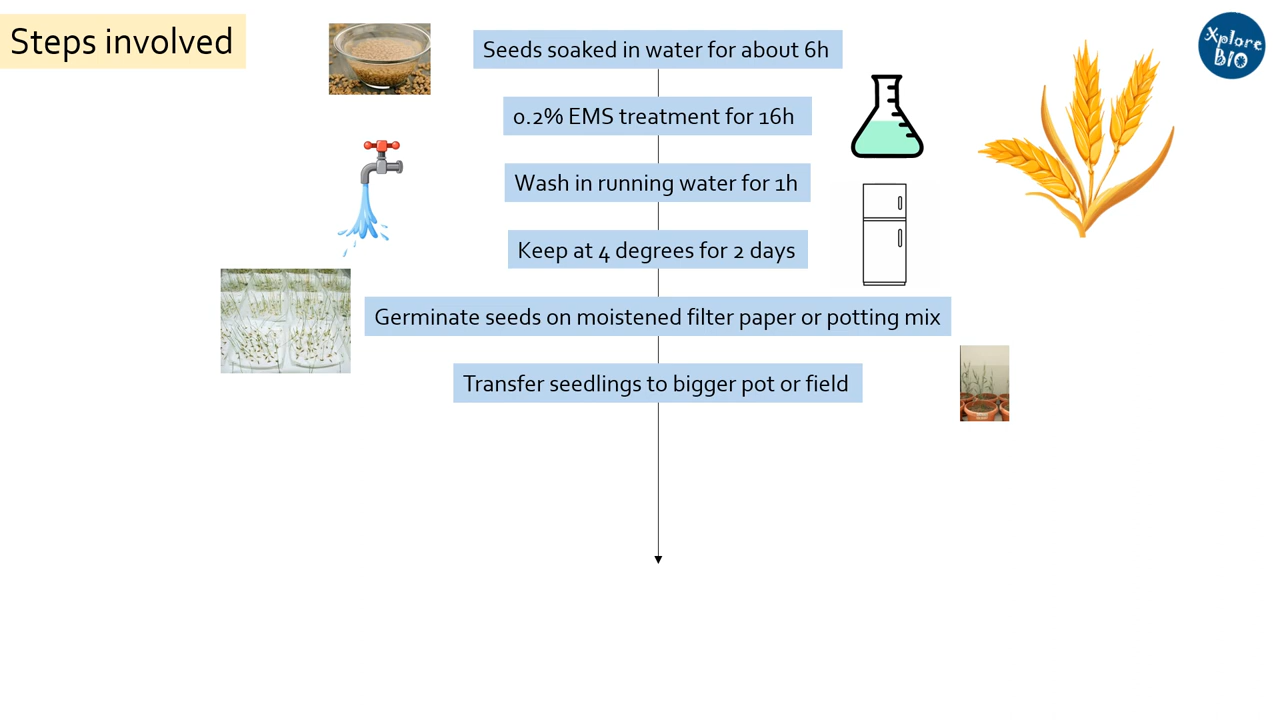 Steps involved
Xplore
BIO
Seeds soaked in water for about 6h
0.2% EMS treatment for 16h
Wash in running water for 1h
Keep at 4 degrees for 2 days
Germinate seeds on moistened filter paper or potting mix
Transfer seedlings to bigger pot or field